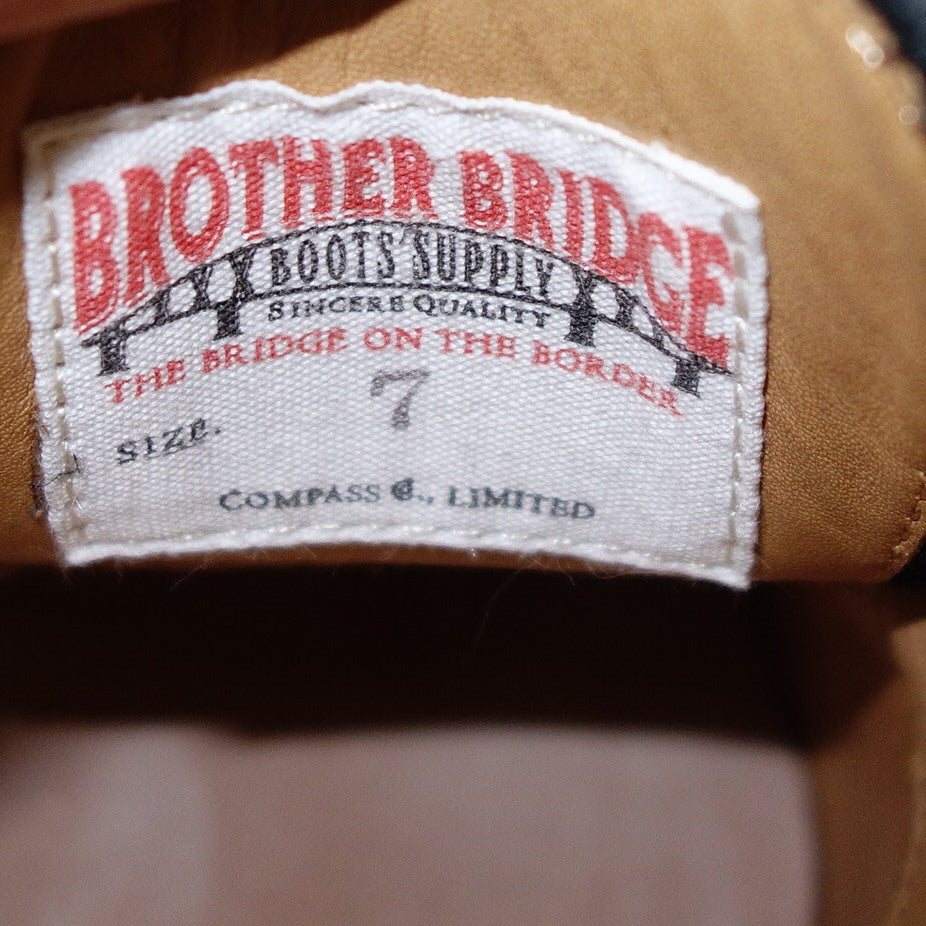 BROTHER BRIDGE
BOOTS' SUPPLY
SINCERE QUALITY
THE BRIDGE ON THE BORDER
7
SIZE.
COMPASS Co., LIMITED